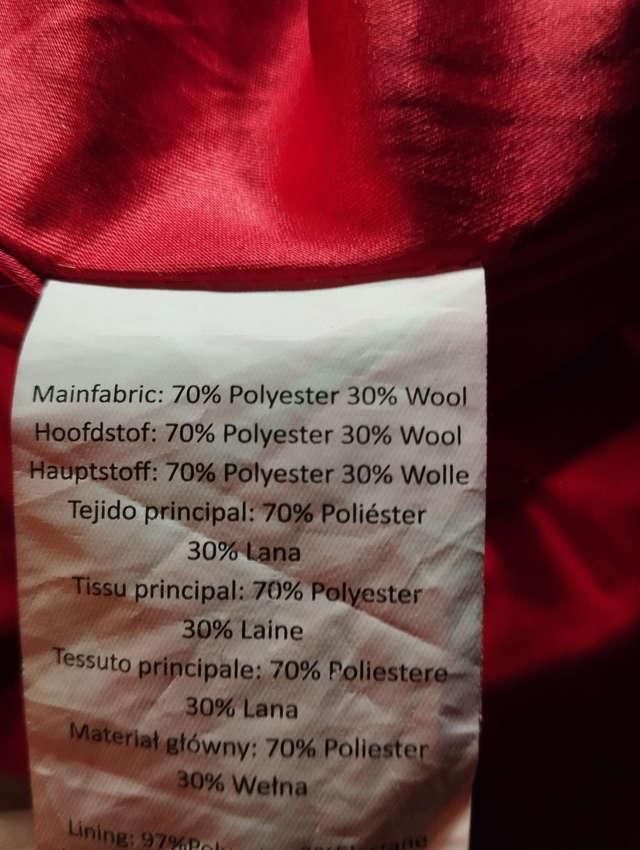 Mainfabric: 70% Polyester 30% Wool
Hoofdstof: 70% Polyester 30% Wool
Hauptstoff: 70% Polyester 30% Wolle
Tejido principal: 70% Poliéster
30% Lana
Tissu principal: 70% Polyester
30% Laine
Tessuto principale: 70% Poliestere
30% Lana
Materiał główny: 70% Poliester
30% Wełna
Lining: 97%